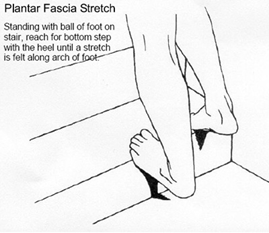 Plantar Fascia Stretch
Standing with ball of foot on
stair, reach for bottom step
with the heel until a stretch
is felt along arch of foot.